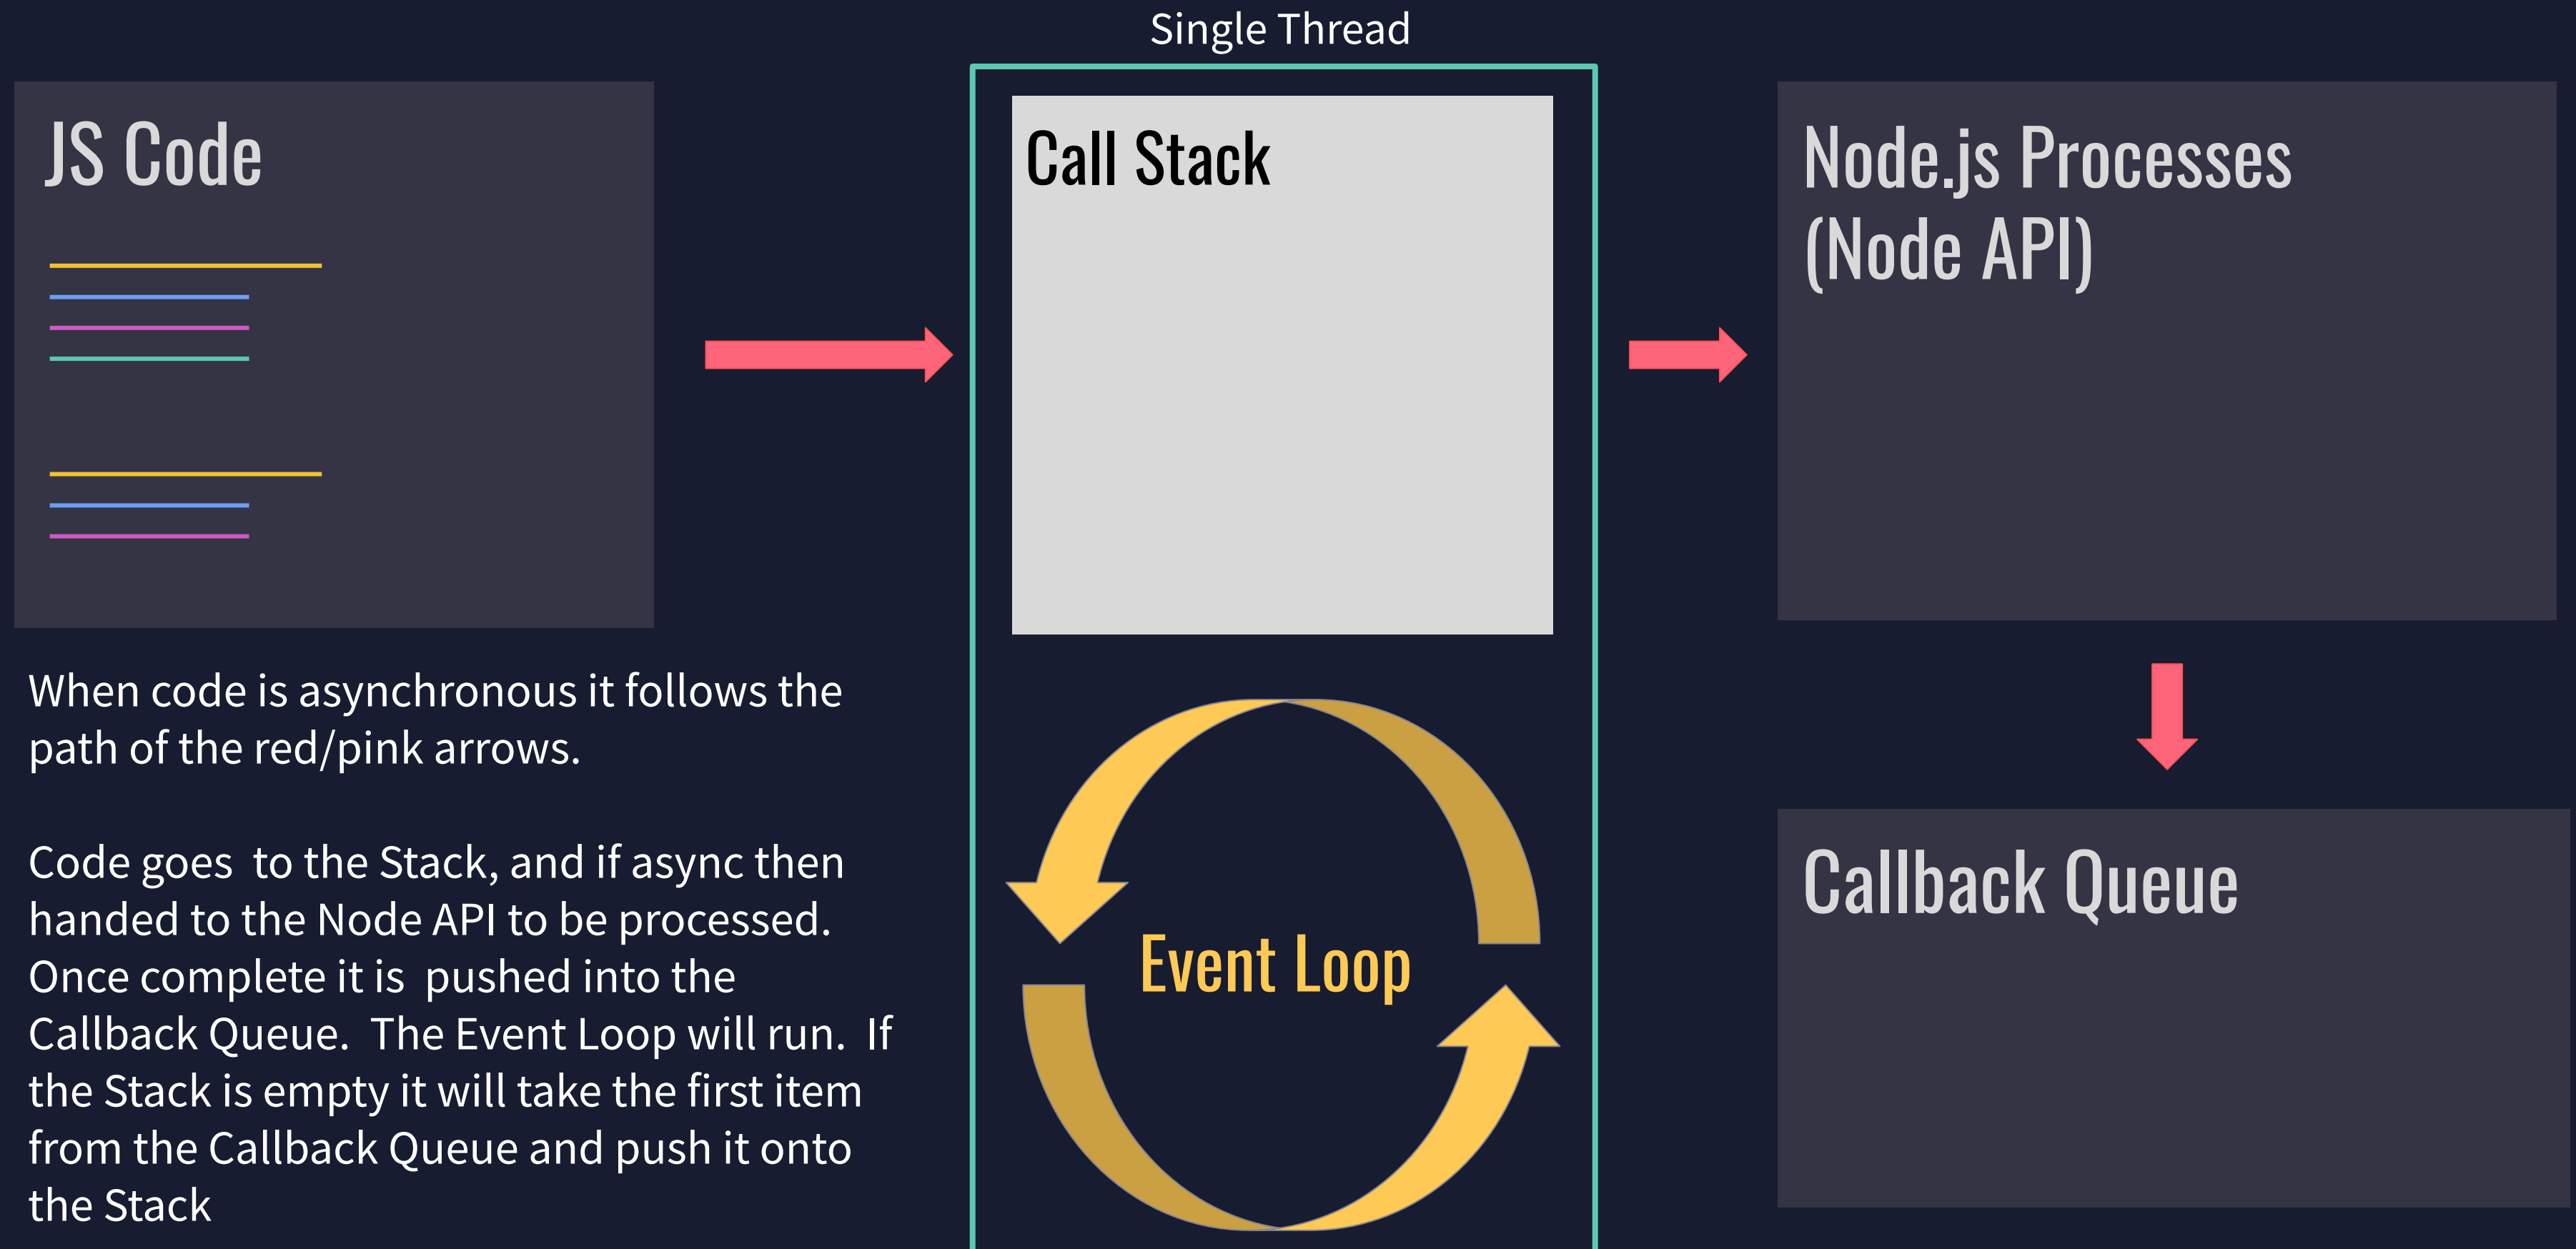 Single Thread
JS Code
Call Stack
Node.js Processes
(Node API)
When code is asynchronous it follows the
path of the red/pink arrows.
Code goes  to the Stack, and if async then
handed to the Node API to be processed.
Once complete it is  pushed into the
Callback Queue.  The Event Loop will run.  If
the Stack is empty it will take the first item
from the Callback Queue and push it onto
the Stack
Event Loop
Callback Queue